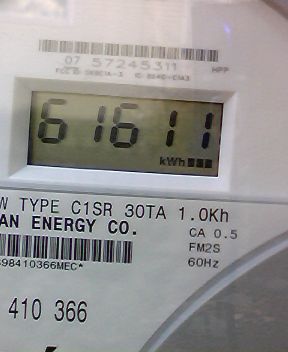 07 57245311
HPP
61611
kWh
W TYPE C1SR 30TA 1.0Kh
AN ENERGY CO.
CA 0.5
FM2S
98410366MEC*
60Hz
410 366